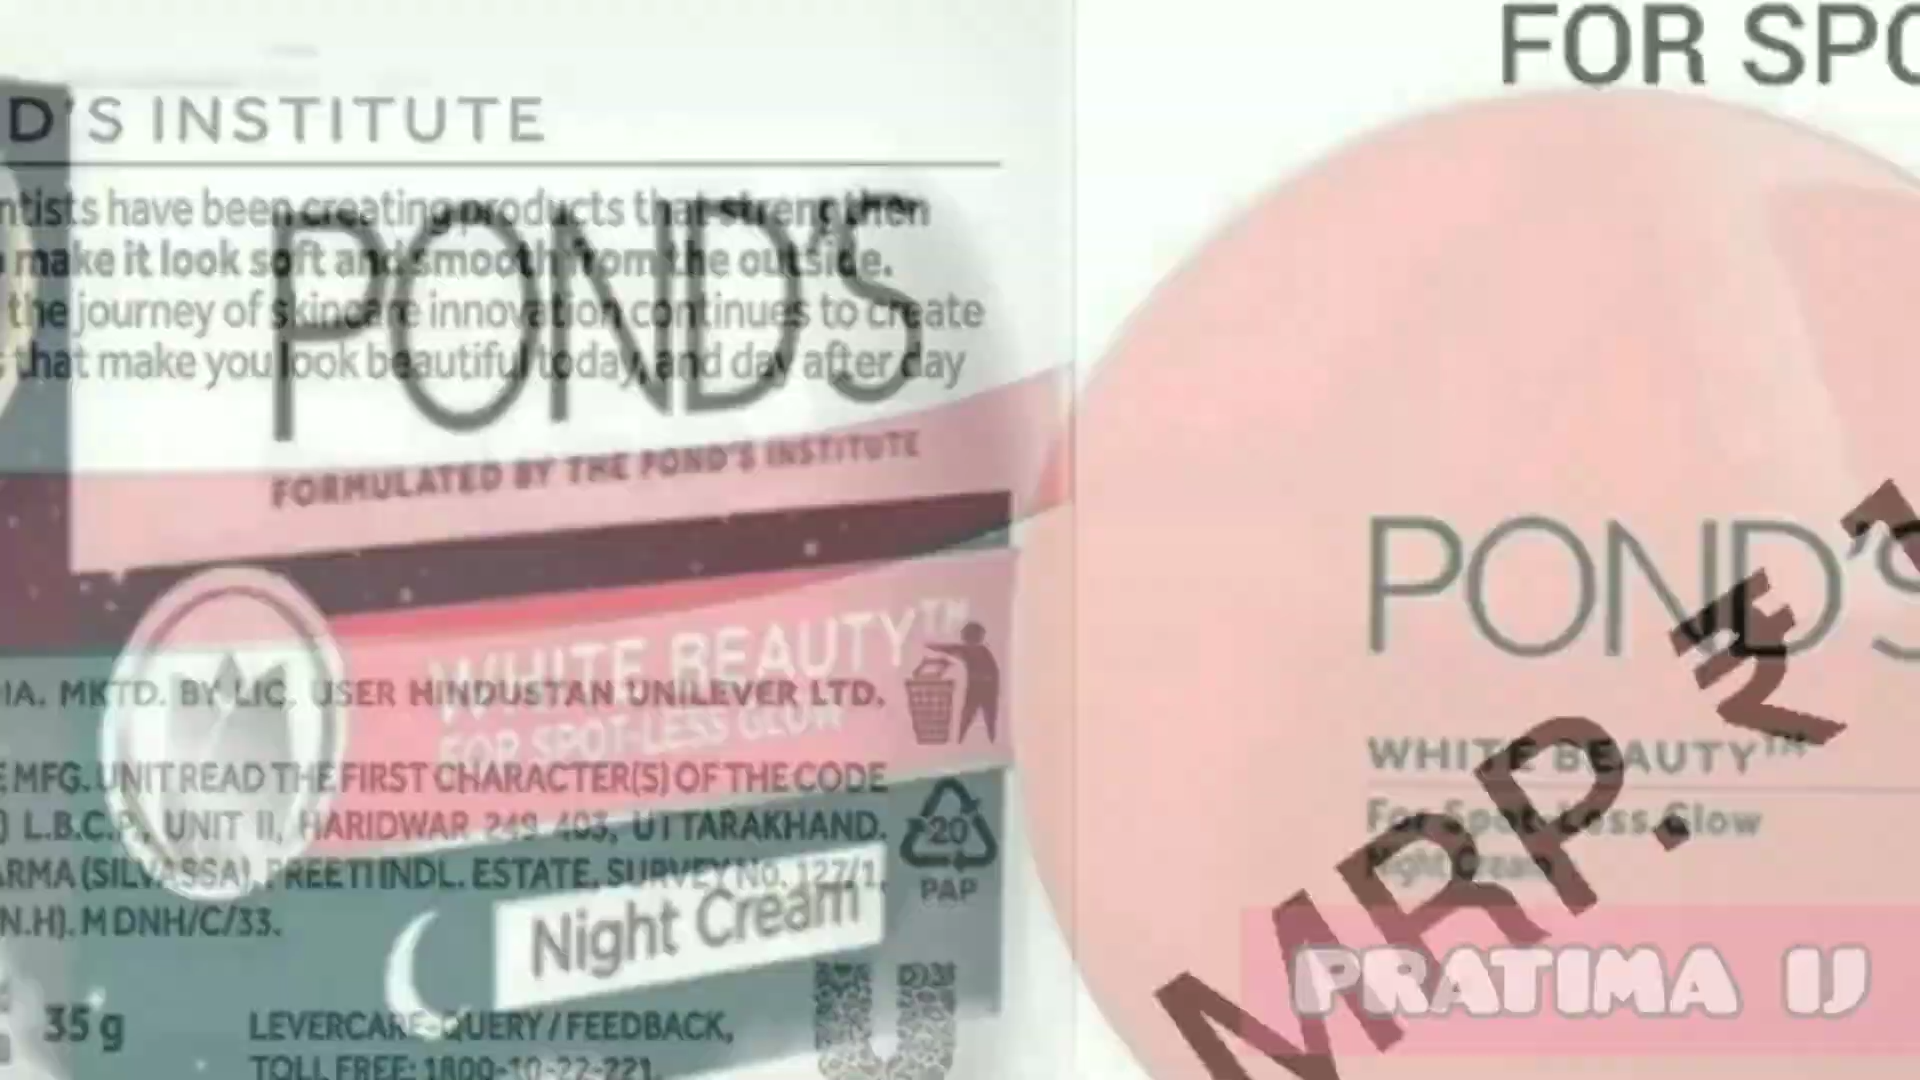 FOR SPO
D'S INSTITUTE
ntists have been creating products that strengthen
make it look soft and smooth from the outside.
the journey of skincare innovation continues to create
that make you look beautiful today, and day after day
POND'S
FORMULATED BY THE POND'S INSTITUTE
WHITE BEAUTY™
FOR SPOT-LESS GLOW
IA. MKTD. BY LIC. USER HINDUSTAN UNILEVER LTD.
E MFG. UNIT READ THE FIRST CHARACTER(S) OF THE CODE
) L.B.C.P., UNIT II, HARIDWAR 249 403, UTTARAKHAND.
ARMA (SILVASSA), PREETI INDL. ESTATE, SURVEY No. 127/1,
N.H). M DNH/C/33.
20
PAP
Night Cream
35 g
LEVERCARE-QUERY / FEEDBACK,
TOLL FREE: 1800-10-22-221.
POND'S
WHITE BEAUTY™
For Spot-Less Glow
Night Cream
MRP.
PRATIMA IJ